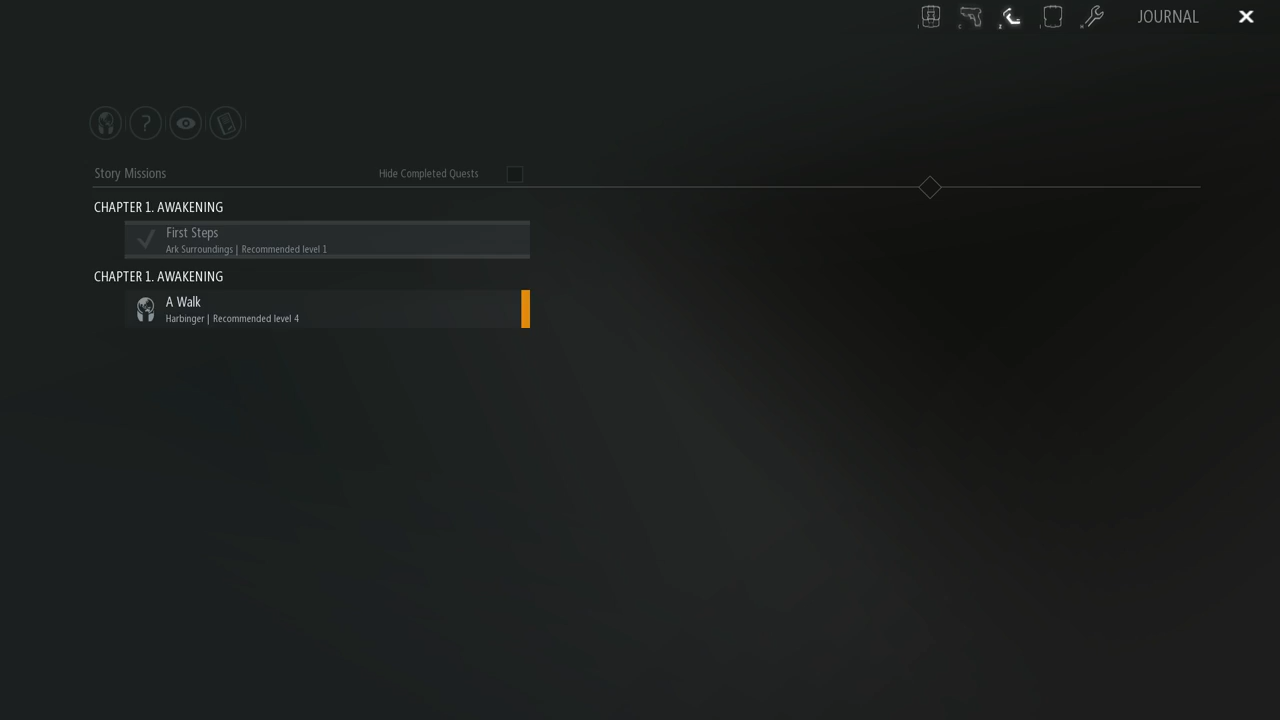 JOURNAL
Story Missions
Hide Completed Quests
CHAPTER 1. AWAKENING
First Steps
Ark Surroundings | Recommended level 1
CHAPTER 1. AWAKENING
A Walk
Harbinger | Recommended level 4